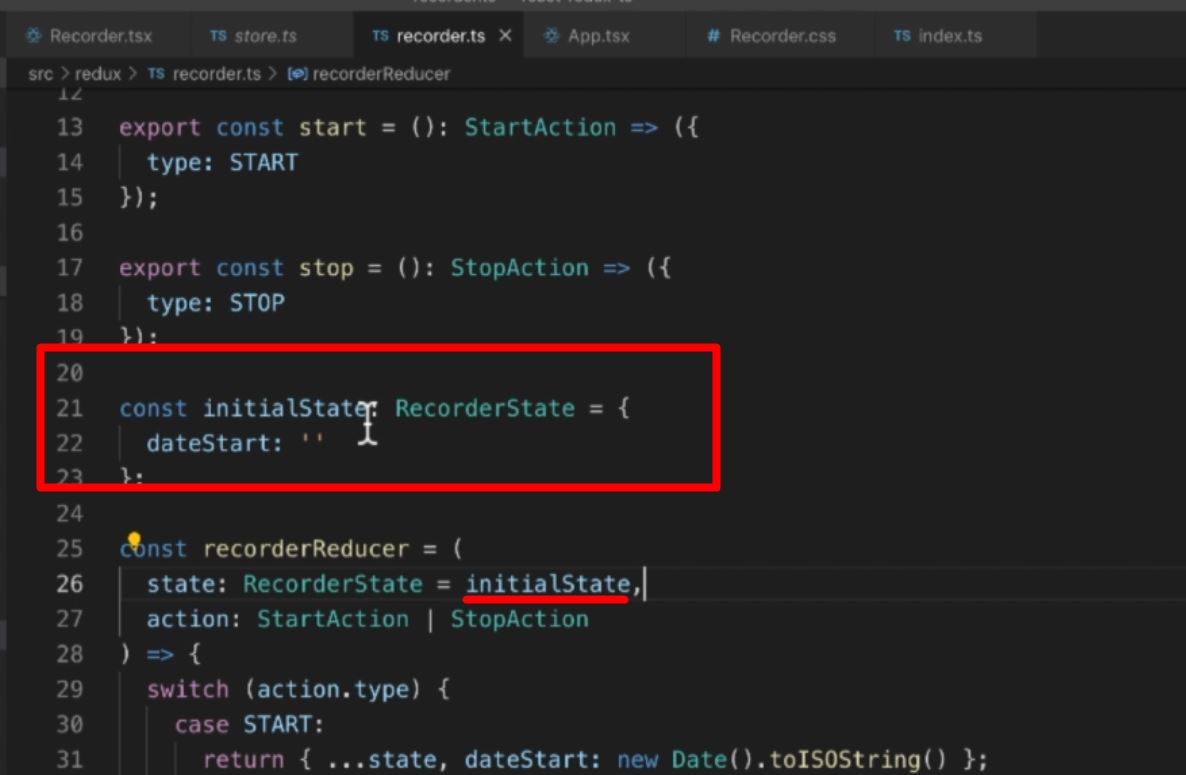 Recorder.tsx TS store.ts TS recorder.ts × App.tsx # Recorder.css TS index.ts
src > redux > TS recorder.ts > recorderReducer
12
13 export const start = (): StartAction => ({
14 type: START
15 });
16
17 export const stop = (): StopAction => ({
18 type: STOP
19 });
20
21 const initialState: RecorderState = {
22 dateStart: ''
23 };
24
25 const recorderReducer = (
26 state: RecorderState = initialState,
27 action: StartAction | StopAction
28 ) => {
29 switch (action.type) {
30 case START:
31 return { ...state, dateStart: new Date().toISOString() };